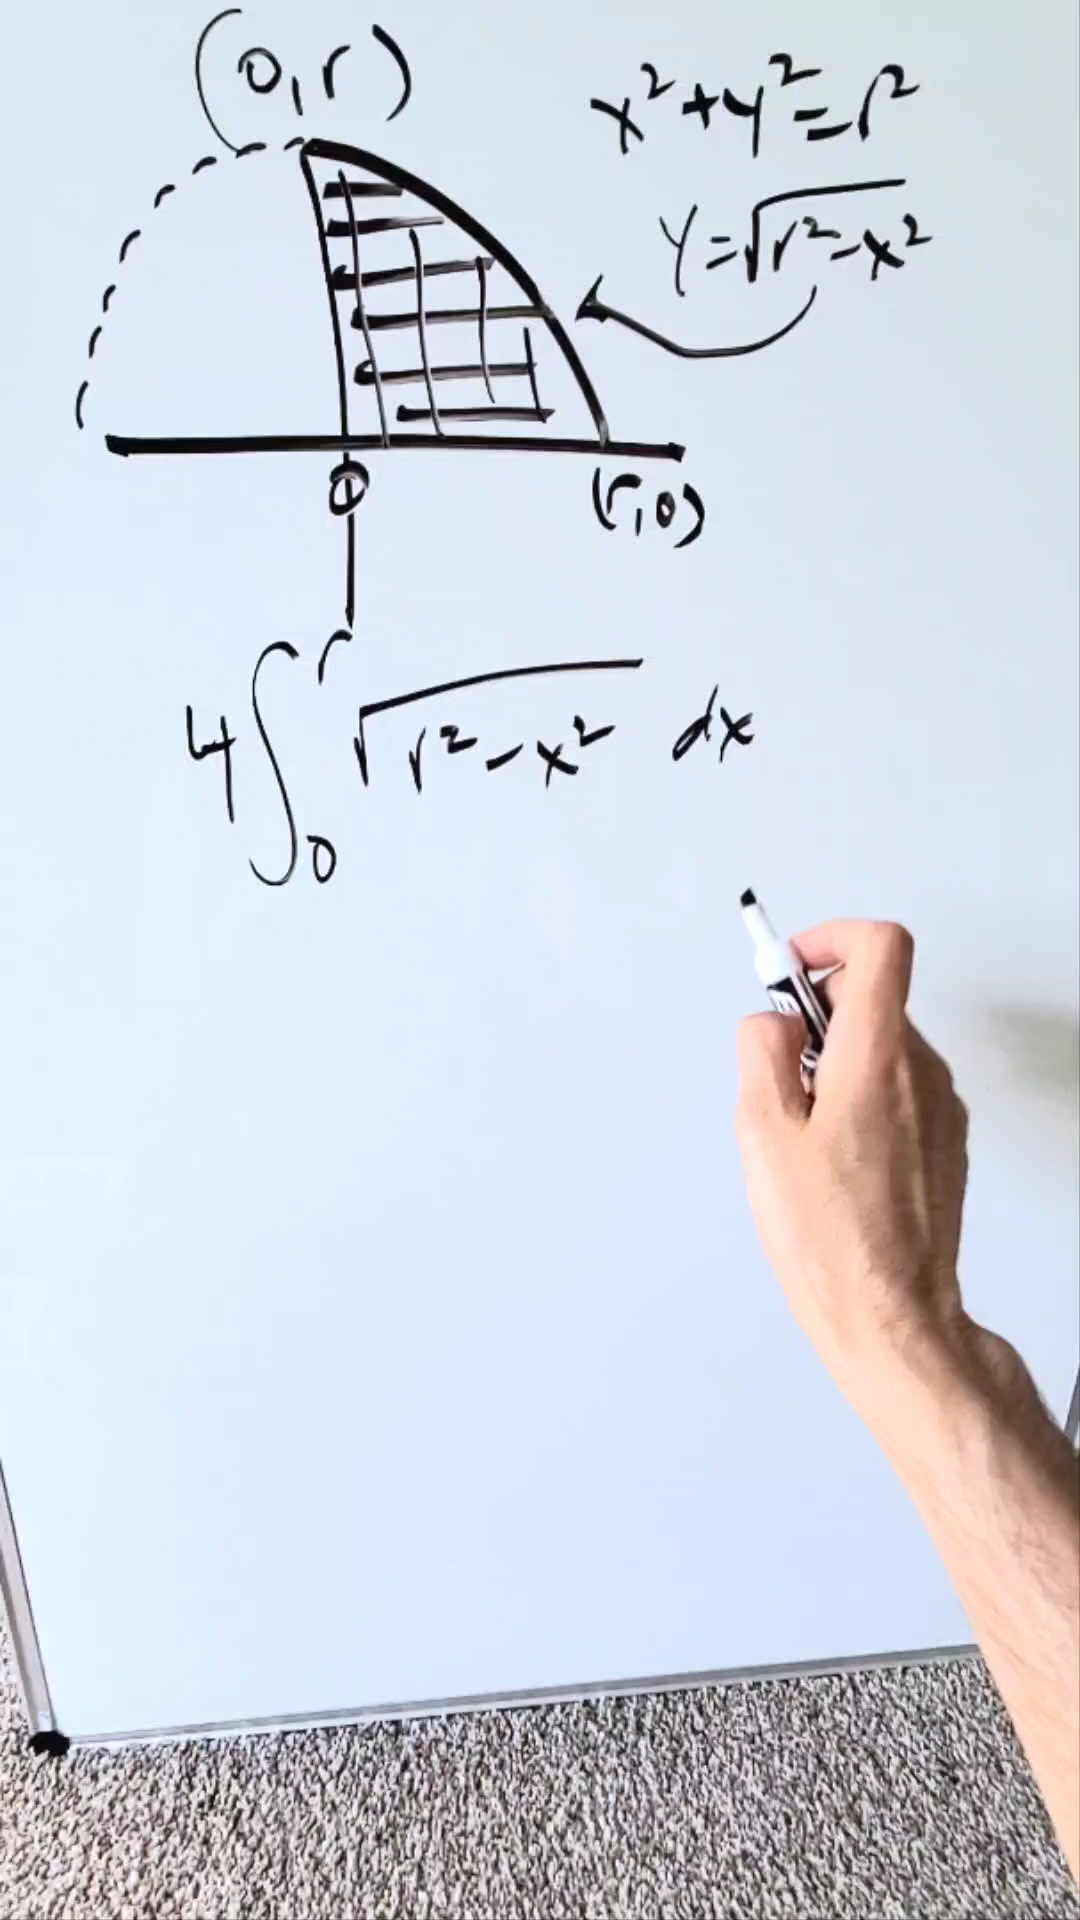 (0,r)
x²+y²=r²
y=√(r²-x²)
0
(r,0)
4∫₀ʳ √(r²-x²) dx